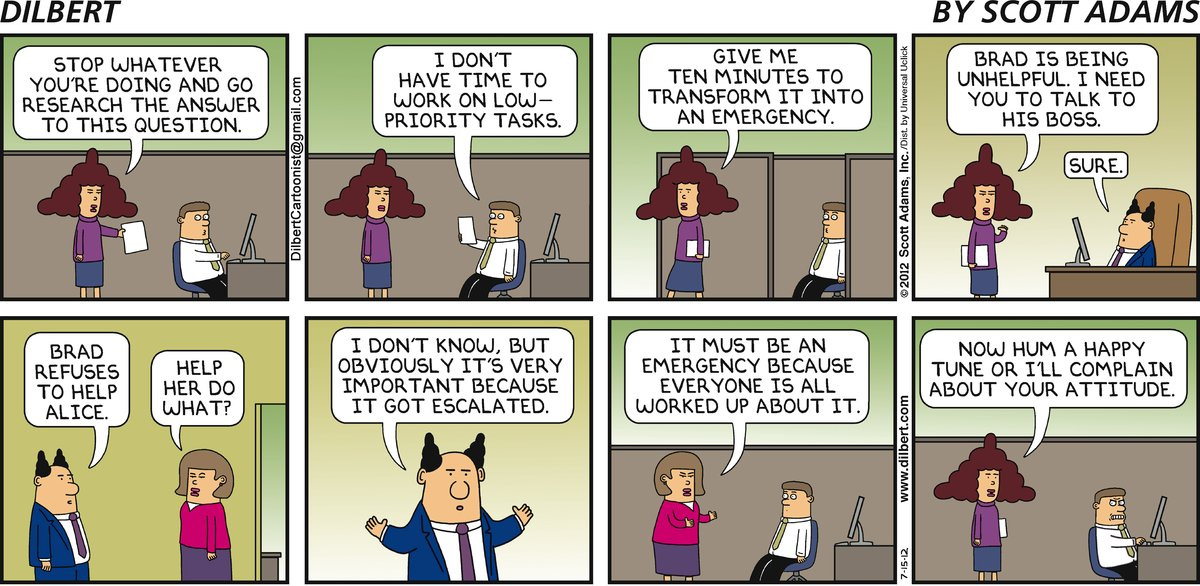 DILBERT
BY SCOTT ADAMS
STOP WHATEVER
YOU'RE DOING AND GO
RESEARCH THE ANSWER
TO THIS QUESTION.
DilbertCartoonist@gmail.com
I DON'T
HAVE TIME TO
WORK ON LOW-
PRIORITY TASKS.
GIVE ME
TEN MINUTES TO
TRANSFORM IT INTO
AN EMERGENCY.
©2012 Scott Adams, Inc. /Dist. by Universal Uclick
BRAD IS BEING
UNHELPFUL. I NEED
YOU TO TALK TO
HIS BOSS.
SURE.
BRAD
REFUSES
TO HELP
ALICE.
HELP
HER DO
WHAT?
I DON'T KNOW, BUT
OBVIOUSLY IT'S VERY
IMPORTANT BECAUSE
IT GOT ESCALATED.
IT MUST BE AN
EMERGENCY BECAUSE
EVERYONE IS ALL
WORKED UP ABOUT IT.
7-15-12 www.dilbert.com
NOW HUM A HAPPY
TUNE OR I'LL COMPLAIN
ABOUT YOUR ATTITUDE.